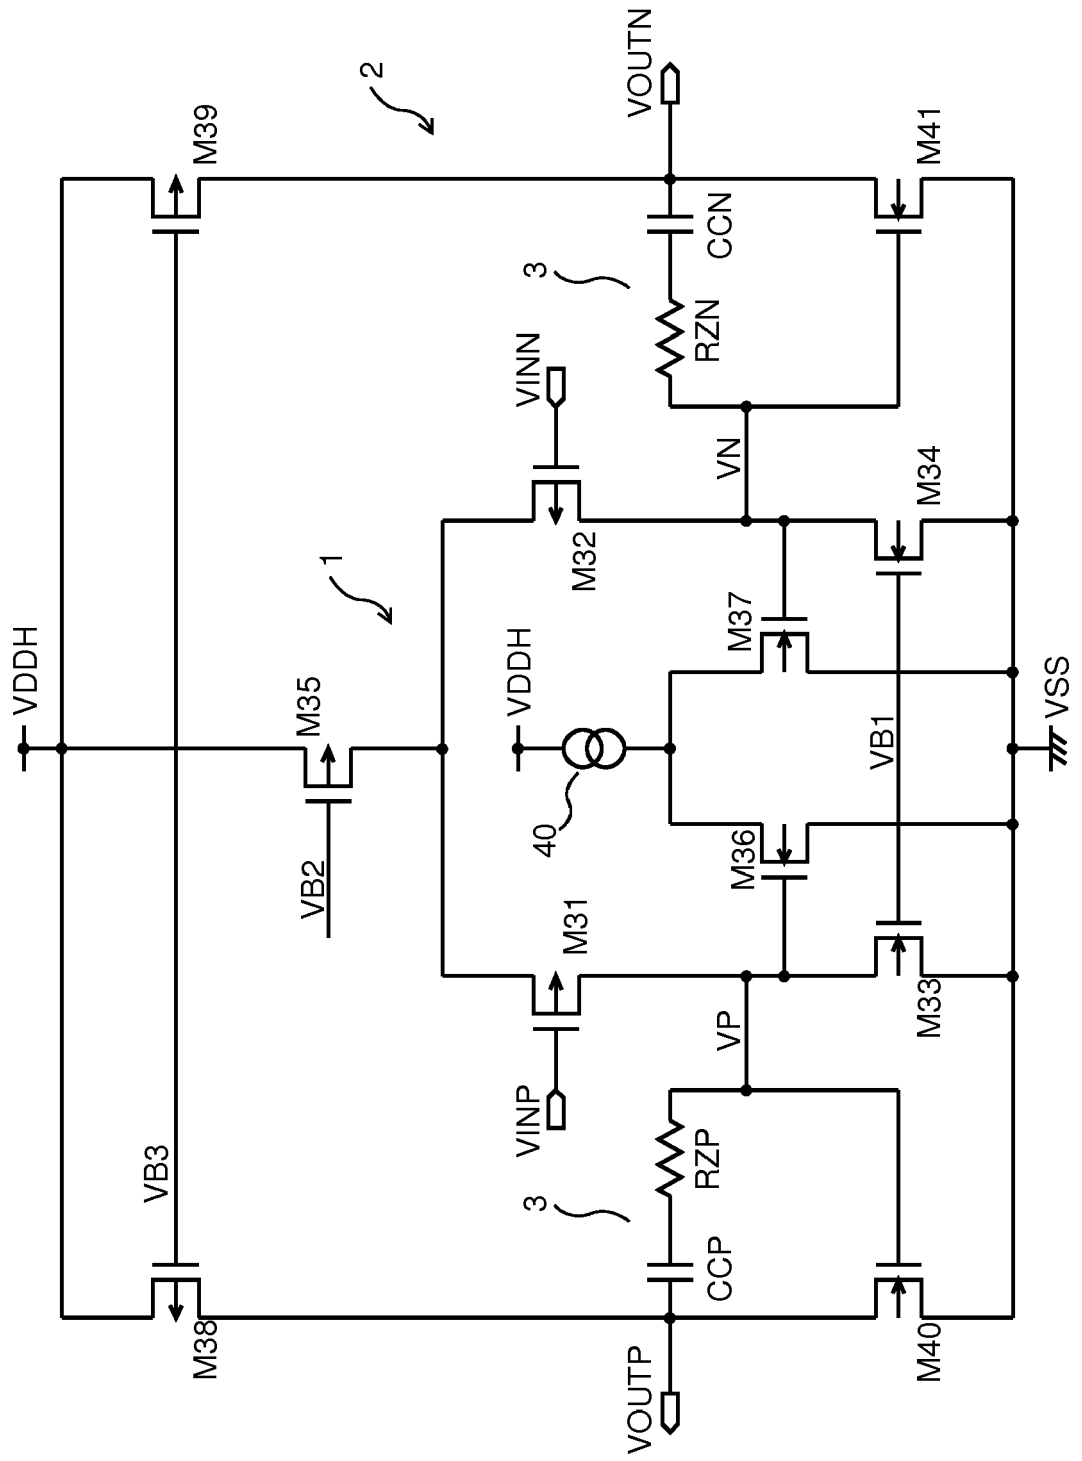 VDDH
M39
2
VOUTN
VB3
M38
M35
VB2
1
VINN
M32
3
CCN
RZN
VDDH
40
M31
VINP
3
CCP
RZP
VOUTP
VN
M37
M36
VP
M41
M34
VB1
M33
M40
VSS